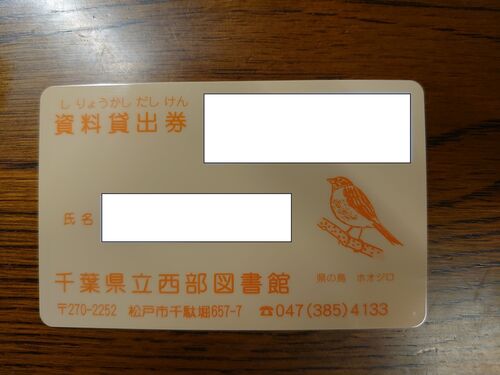 しりょうかしだしけん
資料貸出券
氏名
県の鳥 ホオジロ
千葉県立西部図書館
〒270-2252 松戸市千駄堀657-7 ☎047(385)4133